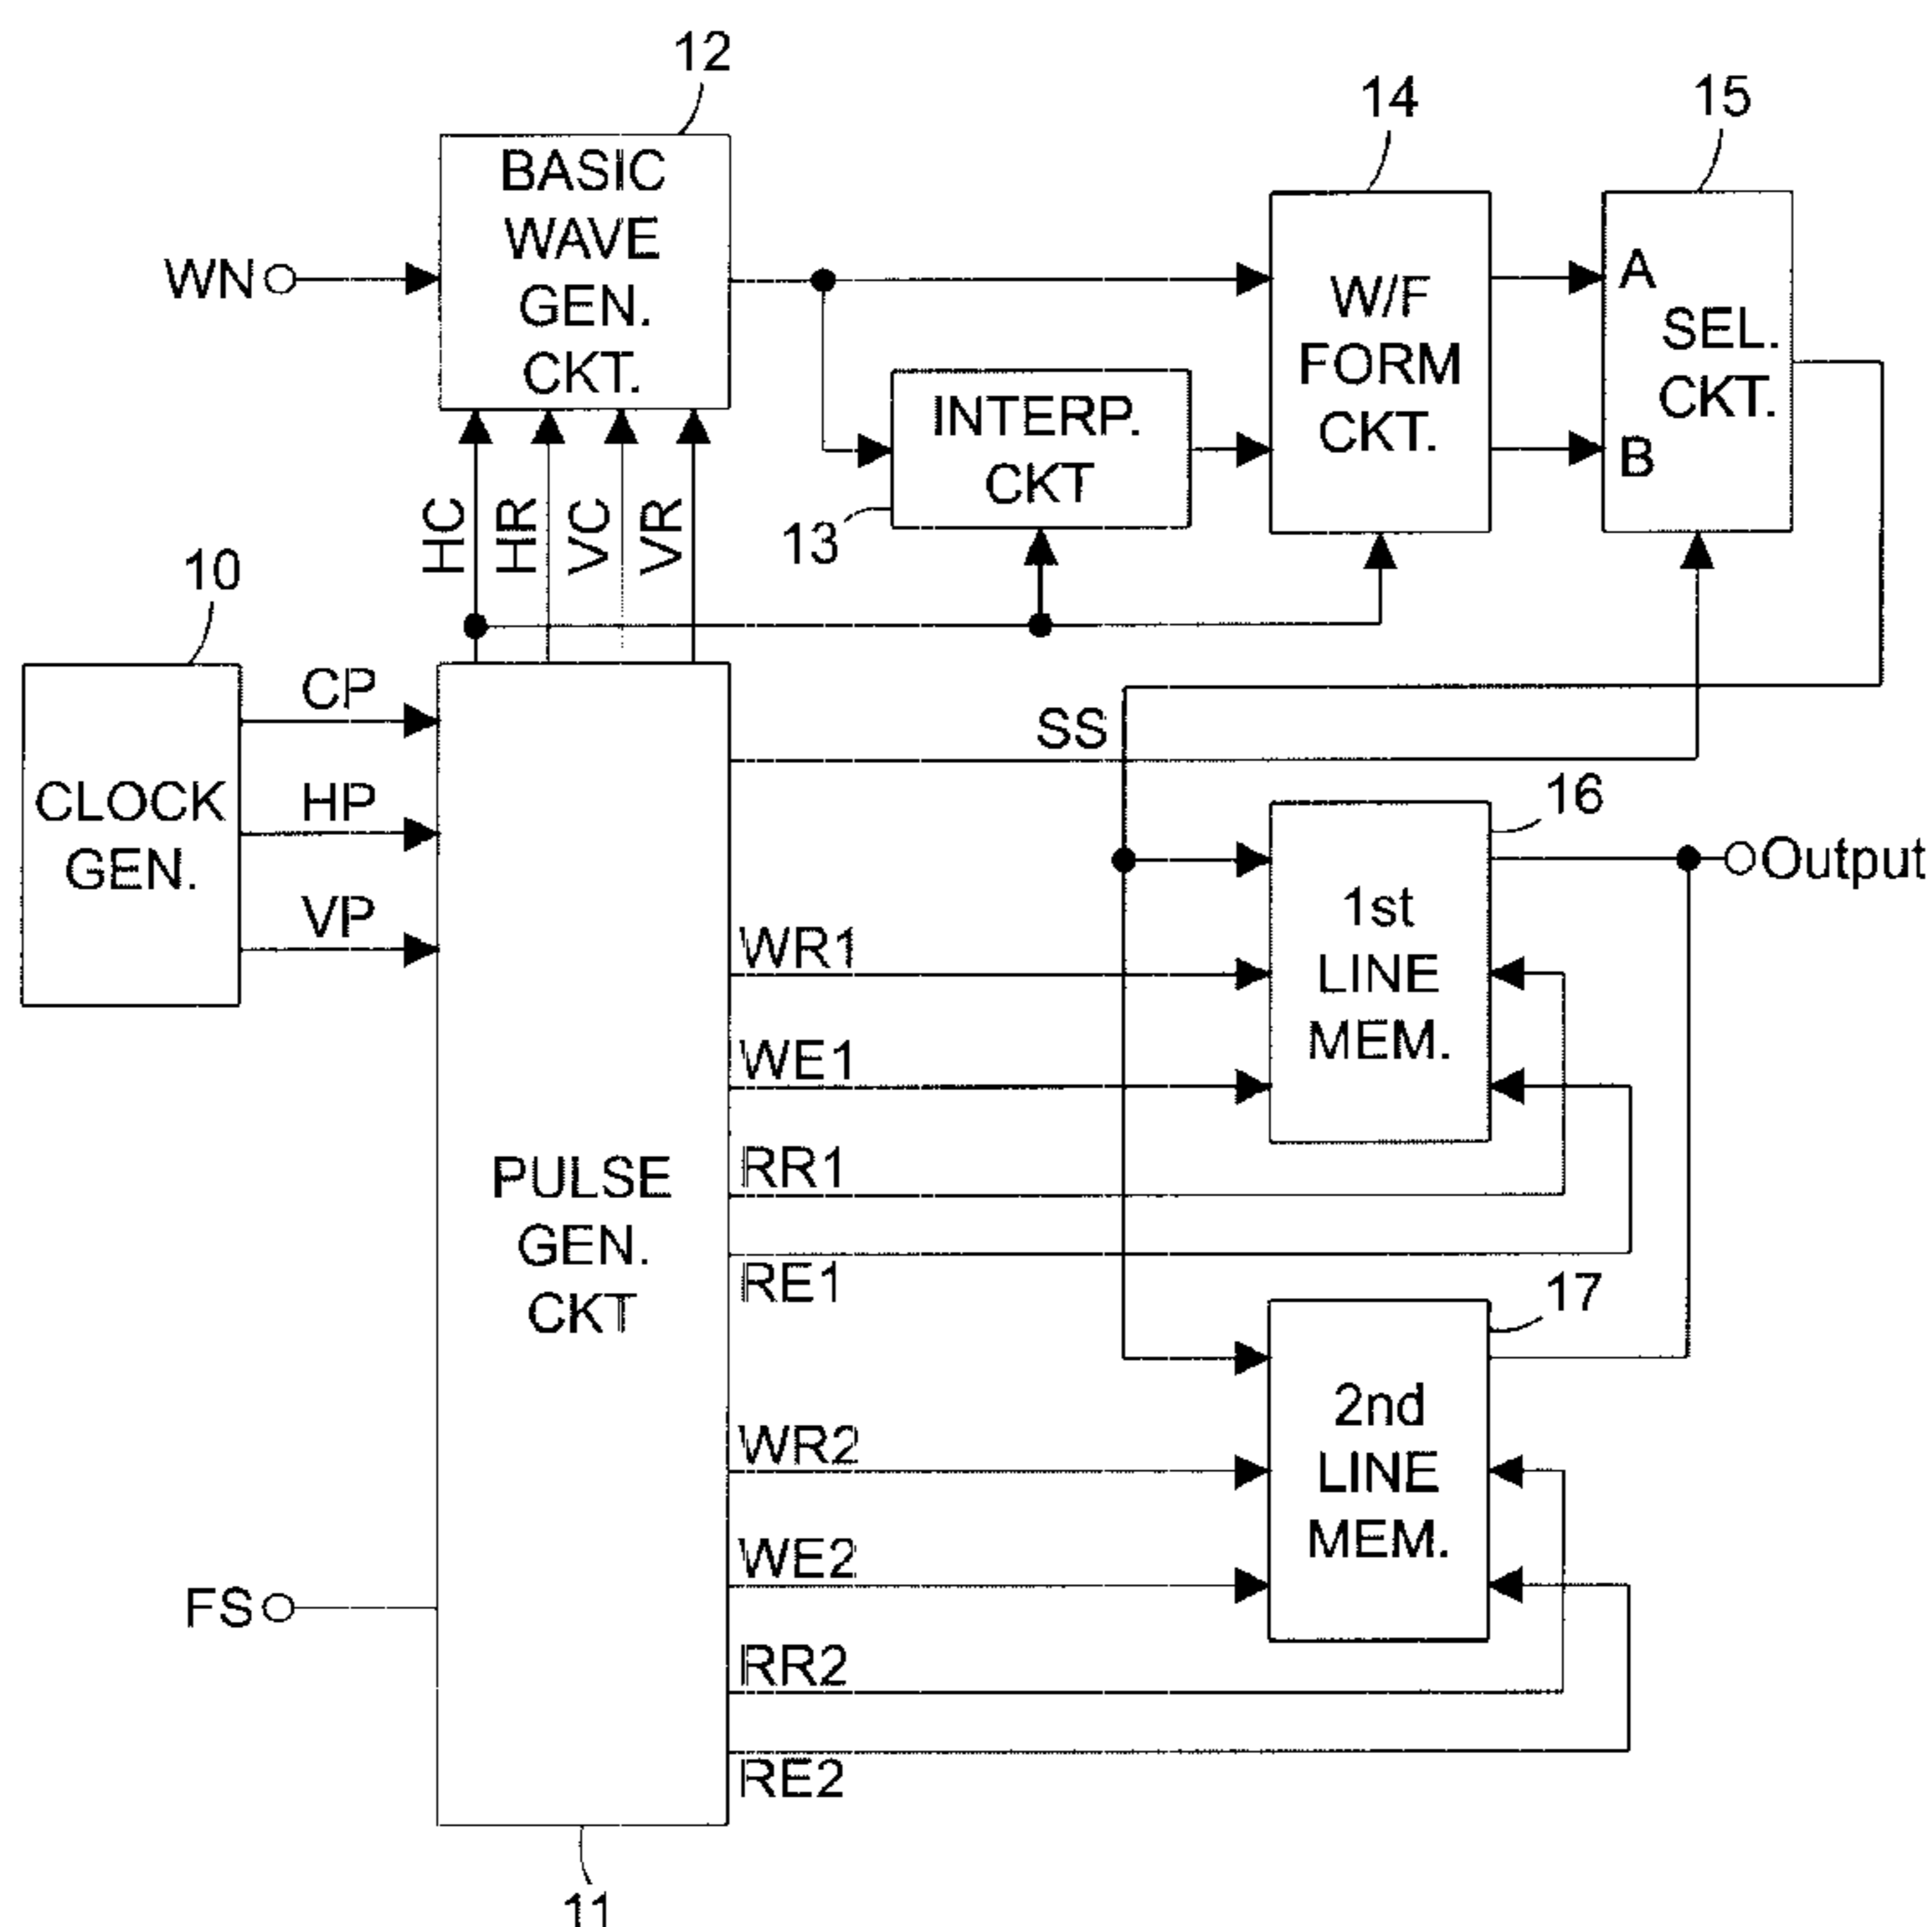 12
BASIC
WAVE
GEN.
CKT.
WN
14
W/F
FORM
CKT.
15
A
SEL.
CKT.
B
INTERP.
CKT
13
HC
HR
VC
VR
10
CLOCK
GEN.
CP
HP
VP
SS
16
1st
LINE
MEM.
Output
WR1
WE1
RR1
RE1
PULSE
GEN.
CKT
17
2nd
LINE
MEM.
WR2
WE2
RR2
RE2
FS
11